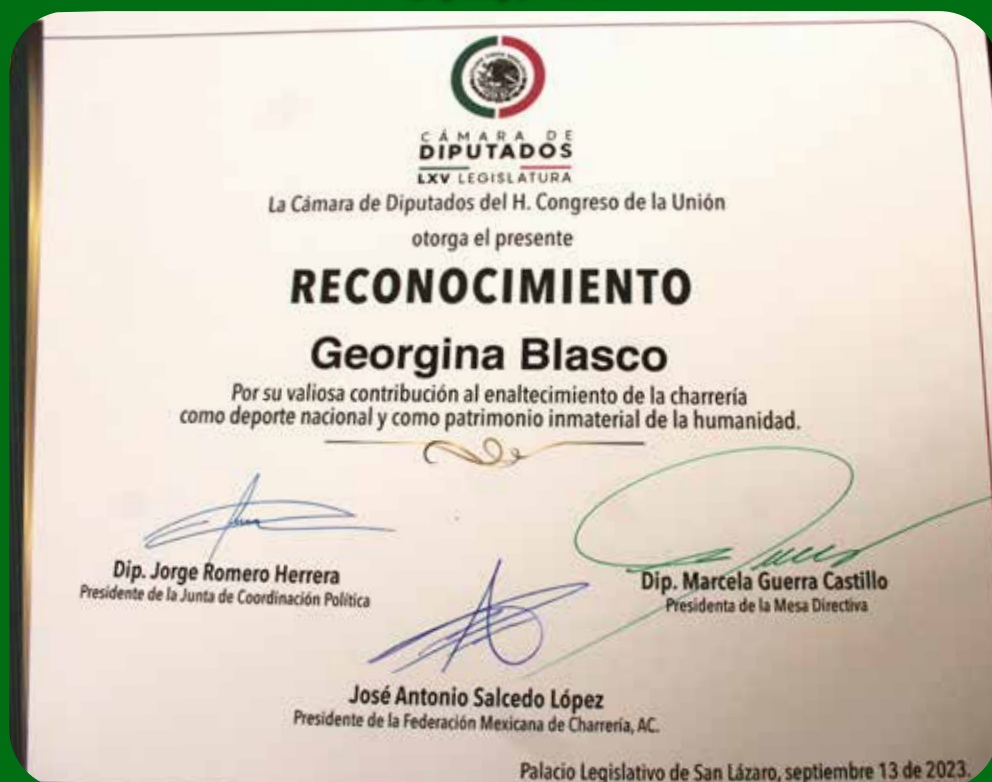 CÁMARA DE
DIPUTADOS
LXV LEGISLATURA
La Cámara de Diputados del H. Congreso de la Unión
otorga el presente
RECONOCIMIENTO
Georgina Blasco
Por su valiosa contribución al enaltecimiento de la charrería
como deporte nacional y como patrimonio inmaterial de la humanidad.
Dip. Jorge Romero Herrera
Presidente de la Junta de Coordinación Política
Dip. Marcela Guerra Castillo
Presidenta de la Mesa Directiva
José Antonio Salcedo López
Presidente de la Federación Mexicana de Charrería, AC.
Palacio Legislativo de San Lázaro, septiembre 13 de 2023.